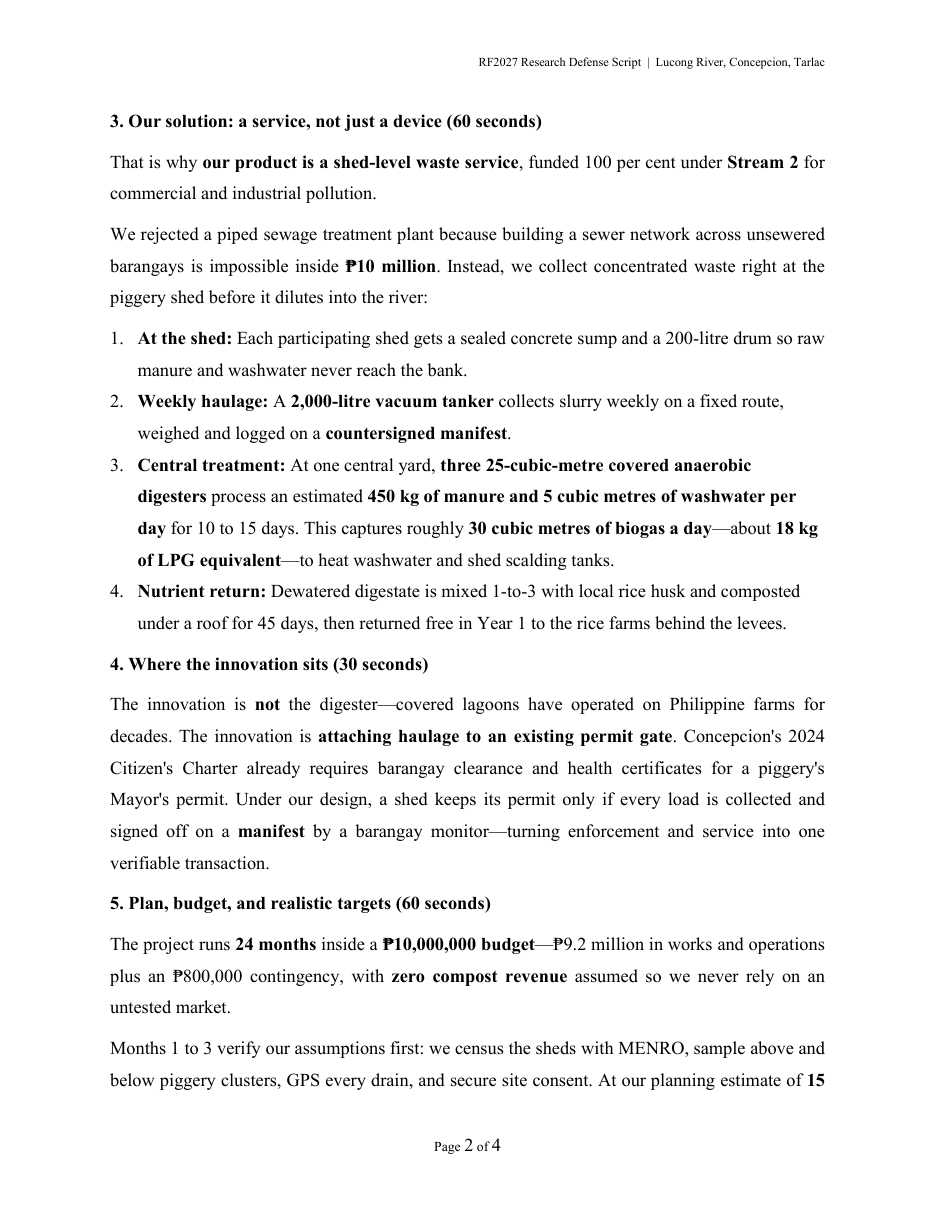 RF2027 Research Defense Script | Lucong River, Concepcion, Tarlac
3. Our solution: a service, not just a device (60 seconds)
That is why our product is a shed-level waste service, funded 100 per cent under Stream 2 for
commercial and industrial pollution.
We rejected a piped sewage treatment plant because building a sewer network across unsewered
barangays is impossible inside ₱10 million. Instead, we collect concentrated waste right at the
piggery shed before it dilutes into the river:
1. At the shed: Each participating shed gets a sealed concrete sump and a 200-litre drum so raw
manure and washwater never reach the bank.
2. Weekly haulage: A 2,000-litre vacuum tanker collects slurry weekly on a fixed route,
weighed and logged on a countersigned manifest.
3. Central treatment: At one central yard, three 25-cubic-metre covered anaerobic
digesters process an estimated 450 kg of manure and 5 cubic metres of washwater per
day for 10 to 15 days. This captures roughly 30 cubic metres of biogas a day—about 18 kg
of LPG equivalent—to heat washwater and shed scalding tanks.
4. Nutrient return: Dewatered digestate is mixed 1-to-3 with local rice husk and composted
under a roof for 45 days, then returned free in Year 1 to the rice farms behind the levees.
4. Where the innovation sits (30 seconds)
The innovation is not the digester—covered lagoons have operated on Philippine farms for
decades. The innovation is attaching haulage to an existing permit gate. Concepcion's 2024
Citizen's Charter already requires barangay clearance and health certificates for a piggery's
Mayor's permit. Under our design, a shed keeps its permit only if every load is collected and
signed off on a manifest by a barangay monitor—turning enforcement and service into one
verifiable transaction.
5. Plan, budget, and realistic targets (60 seconds)
The project runs 24 months inside a ₱10,000,000 budget—₱9.2 million in works and operations
plus an ₱800,000 contingency, with zero compost revenue assumed so we never rely on an
untested market.
Months 1 to 3 verify our assumptions first: we census the sheds with MENRO, sample above and
below piggery clusters, GPS every drain, and secure site consent. At our planning estimate of 15
Page 2 of 4